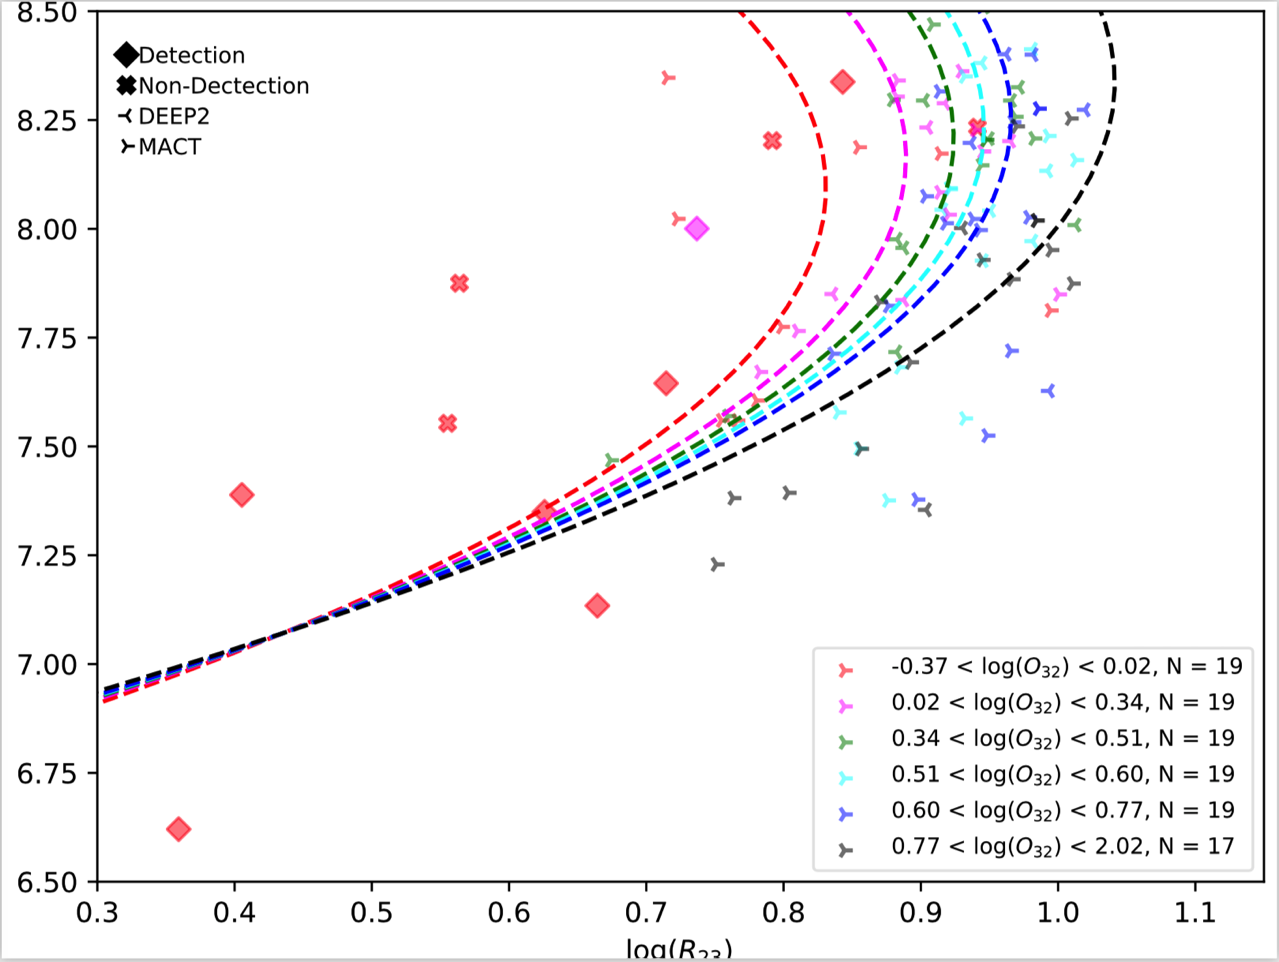 8.50
8.25
8.00
7.75
7.50
7.25
7.00
6.75
6.50
Detection
Non-Dectection
DEEP2
MACT
-0.37 < log(O32) < 0.02, N = 19
0.02 < log(O32) < 0.34, N = 19
0.34 < log(O32) < 0.51, N = 19
0.51 < log(O32) < 0.60, N = 19
0.60 < log(O32) < 0.77, N = 19
0.77 < log(O32) < 2.02, N = 17
0.3 0.4 0.5 0.6 0.7 0.8 0.9 1.0 1.1
log(R23)